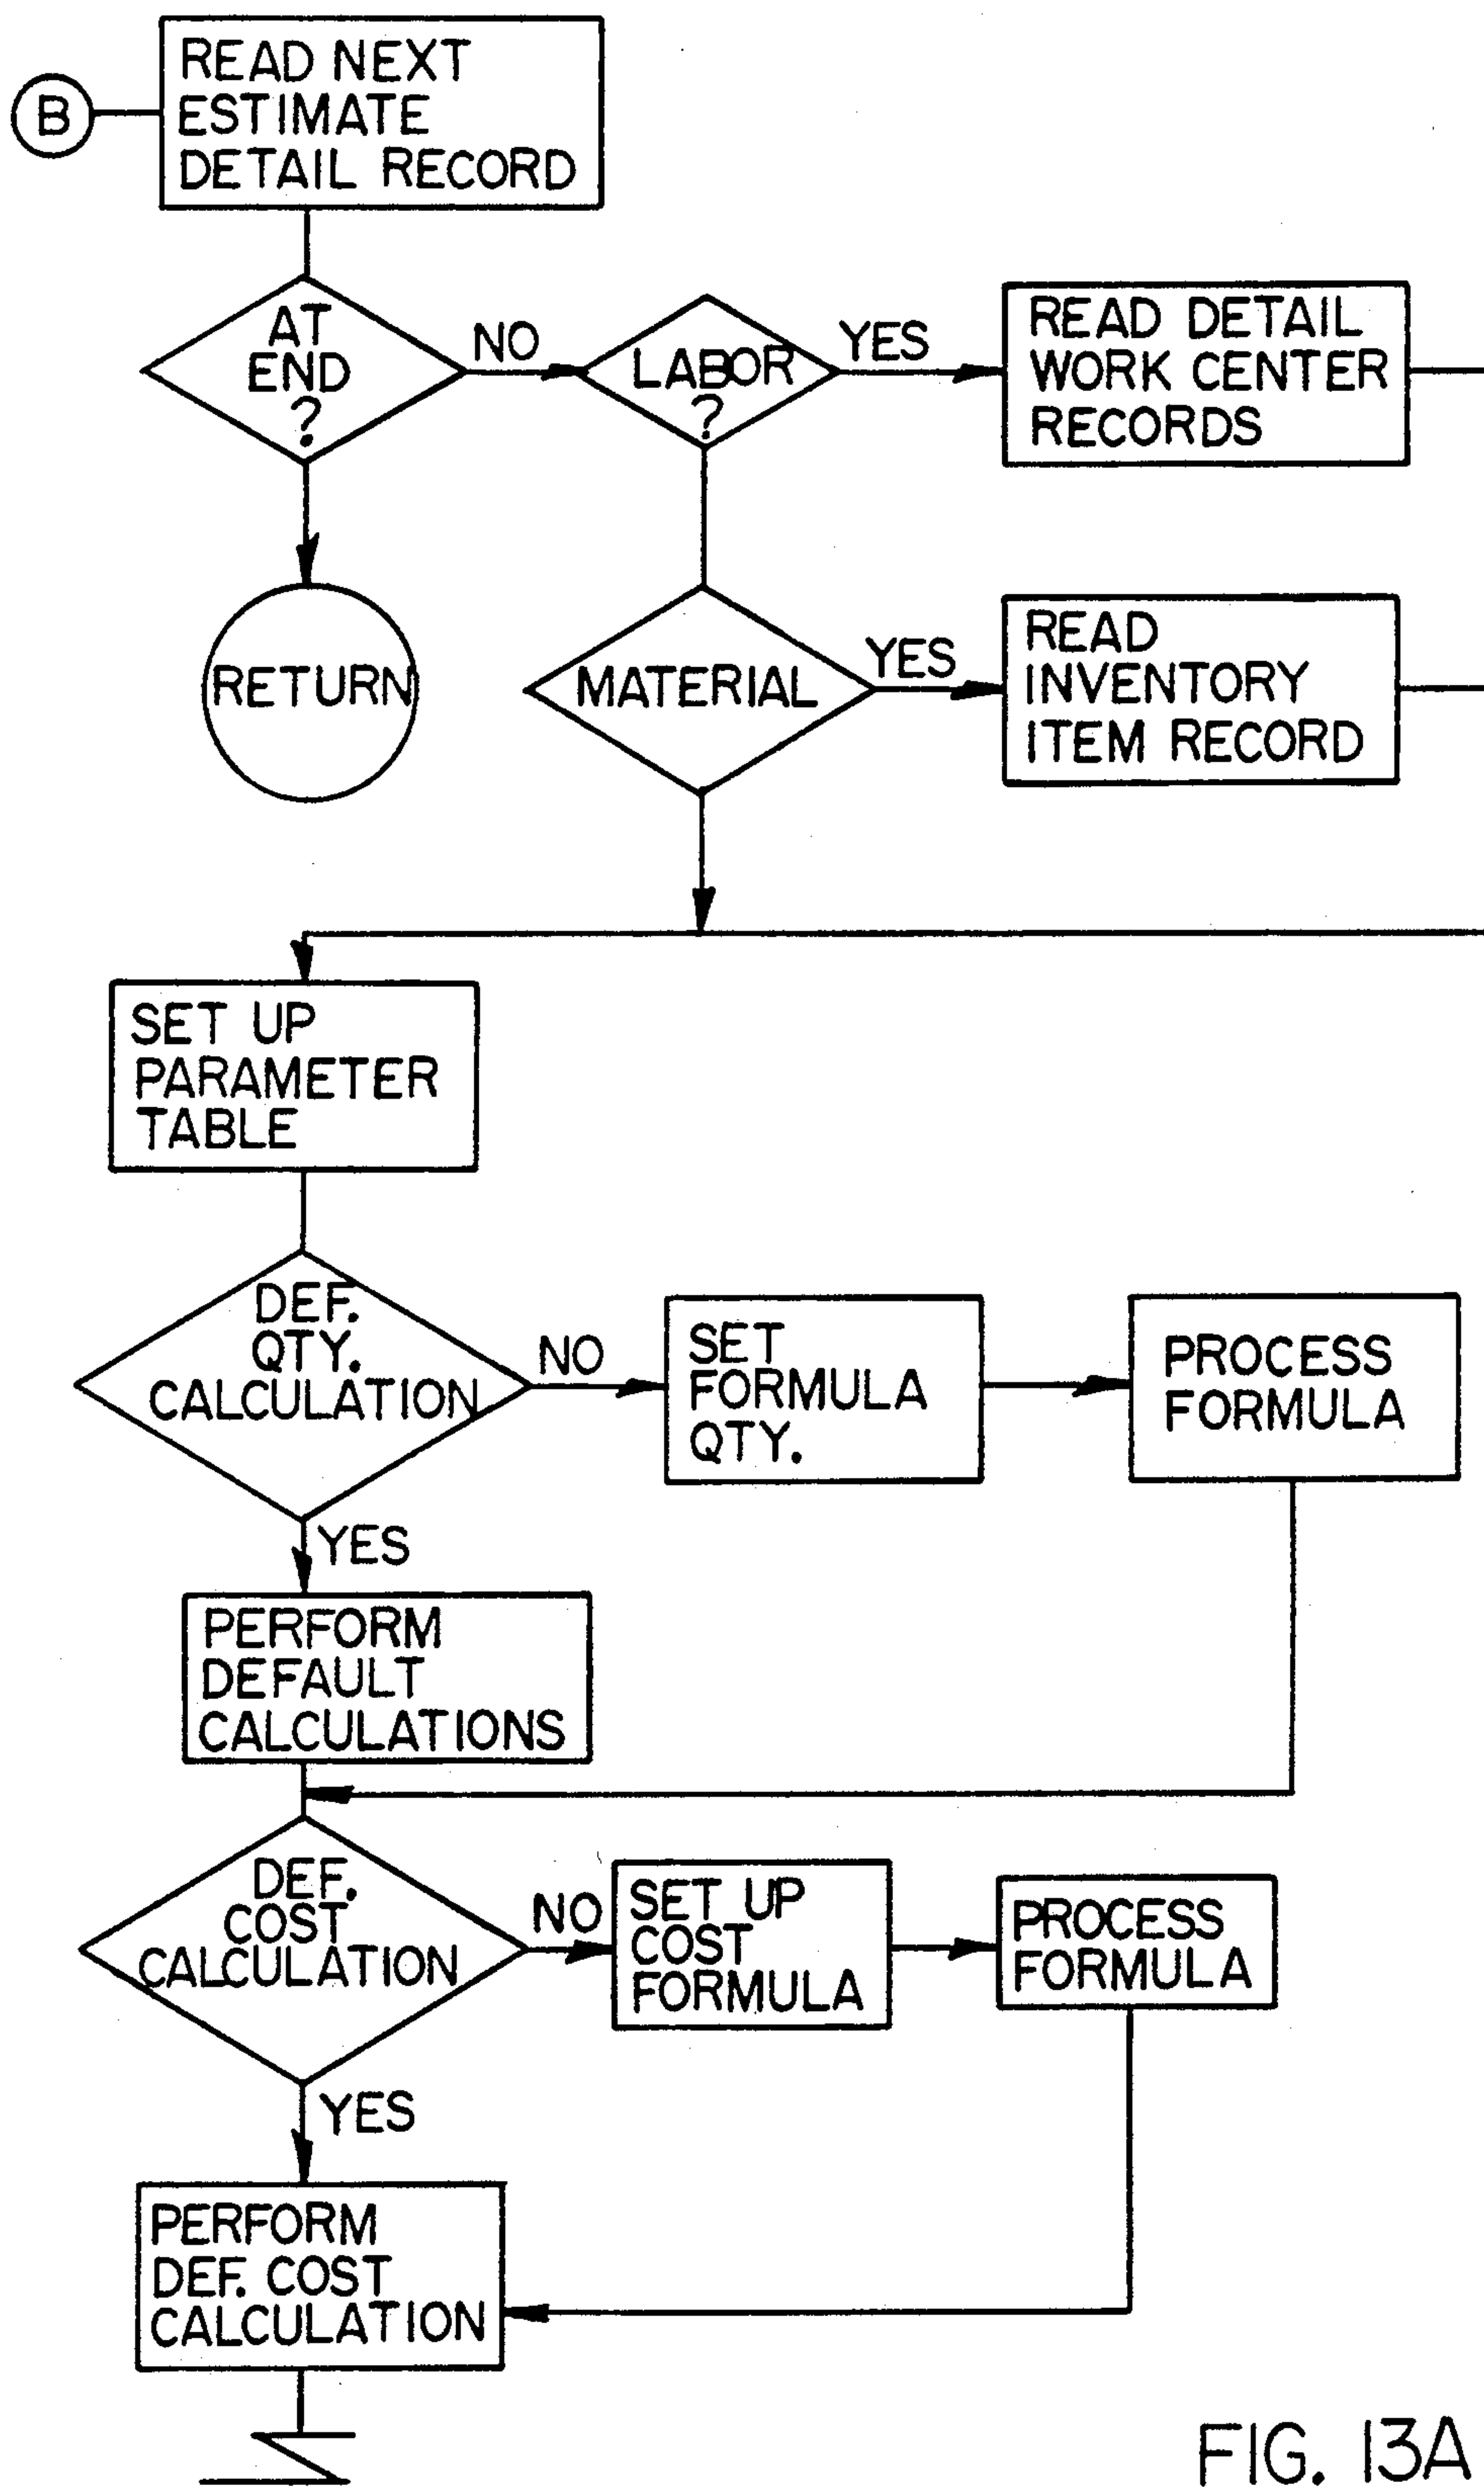 B
READ NEXT
ESTIMATE
DETAIL RECORD
AT
END
?
NO
LABOR
?
YES
READ DETAIL
WORK CENTER
RECORDS
RETURN
MATERIAL
YES
READ
INVENTORY
ITEM RECORD
SET UP
PARAMETER
TABLE
DEF.
QTY.
CALCULATION
NO
SET
FORMULA
QTY.
PROCESS
FORMULA
YES
PERFORM
DEFAULT
CALCULATIONS
DEF.
COST
CALCULATION
NO
SET UP
COST
FORMULA
PROCESS
FORMULA
YES
PERFORM
DEF. COST
CALCULATION
FIG. 13A